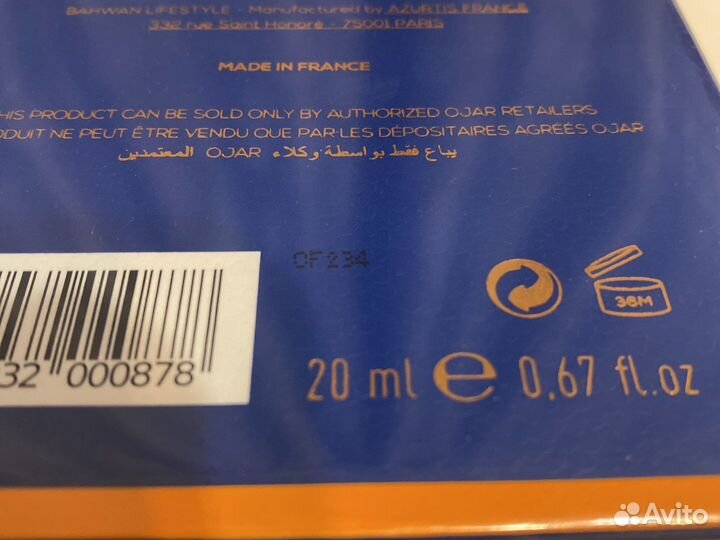 BAHWAN LIFESTYLE - Manufactured by AZURTIS FRANCE
332 rue Saint Honoré - 75001 PARIS
MADE IN FRANCE
HIS PRODUCT CAN BE SOLD ONLY BY AUTHORIZED OJAR RETAILERS
ODUIT NE PEUT ÊTRE VENDU QUE PAR LES DÉPOSITAIRES AGRÉÉS OJAR
يباع فقط بواسطة وكلاء OJAR المعتمدين
0F234
36M
32 000878
20 ml e 0.67 fl.oz
Avito